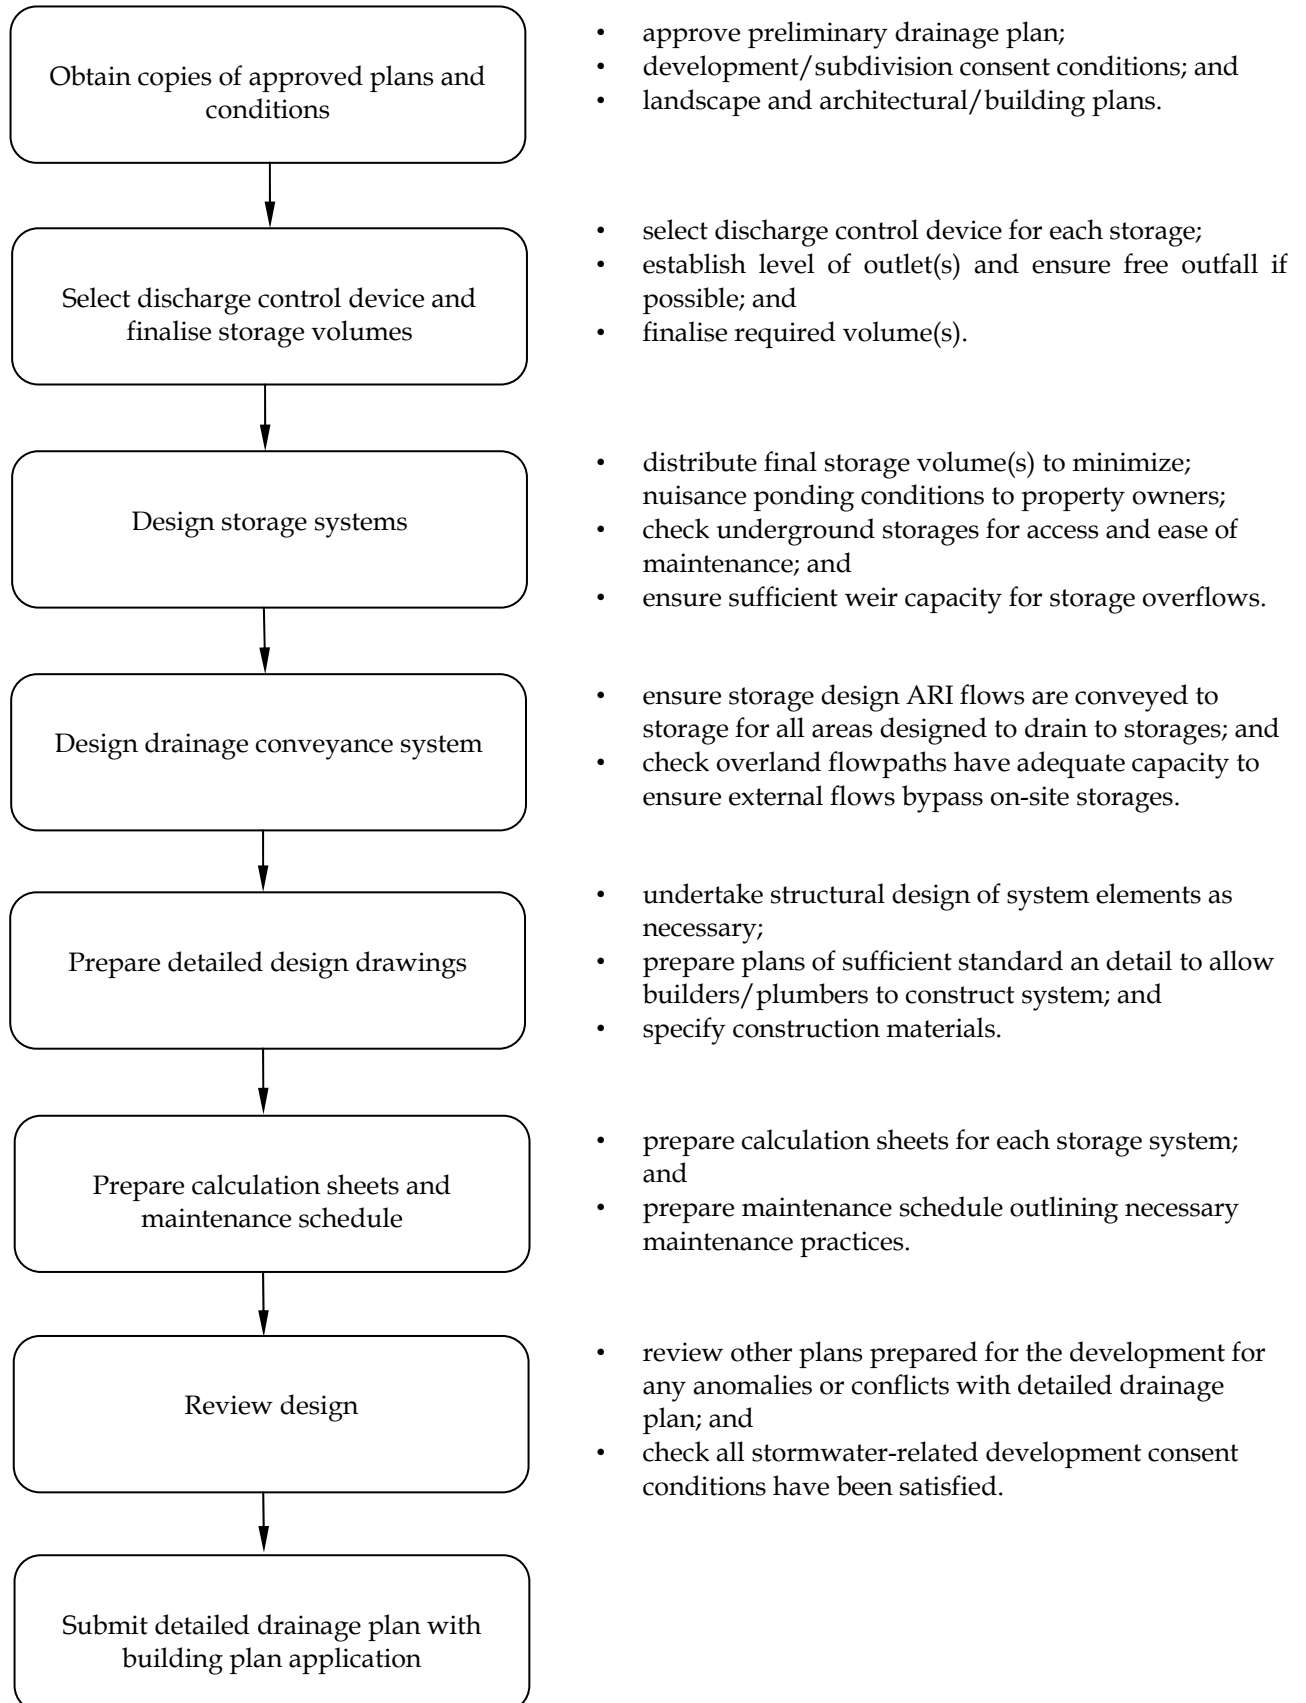 Obtain copies of approved plans and
conditions
• approve preliminary drainage plan;
• development/subdivision consent conditions; and
• landscape and architectural/building plans.
Select discharge control device and
finalise storage volumes
• select discharge control device for each storage;
• establish level of outlet(s) and ensure free outfall if
possible; and
• finalise required volume(s).
Design storage systems
• distribute final storage volume(s) to minimize;
nuisance ponding conditions to property owners;
• check underground storages for access and ease of
maintenance; and
• ensure sufficient weir capacity for storage overflows.
Design drainage conveyance system
• ensure storage design ARI flows are conveyed to
storage for all areas designed to drain to storages; and
• check overland flowpaths have adequate capacity to
ensure external flows bypass on-site storages.
Prepare detailed design drawings
• undertake structural design of system elements as
necessary;
• prepare plans of sufficient standard an detail to allow
builders/plumbers to construct system; and
• specify construction materials.
Prepare calculation sheets and
maintenance schedule
• prepare calculation sheets for each storage system;
and
• prepare maintenance schedule outlining necessary
maintenance practices.
Review design
• review other plans prepared for the development for
any anomalies or conflicts with detailed drainage
plan; and
• check all stormwater-related development consent
conditions have been satisfied.
Submit detailed drainage plan with
building plan application